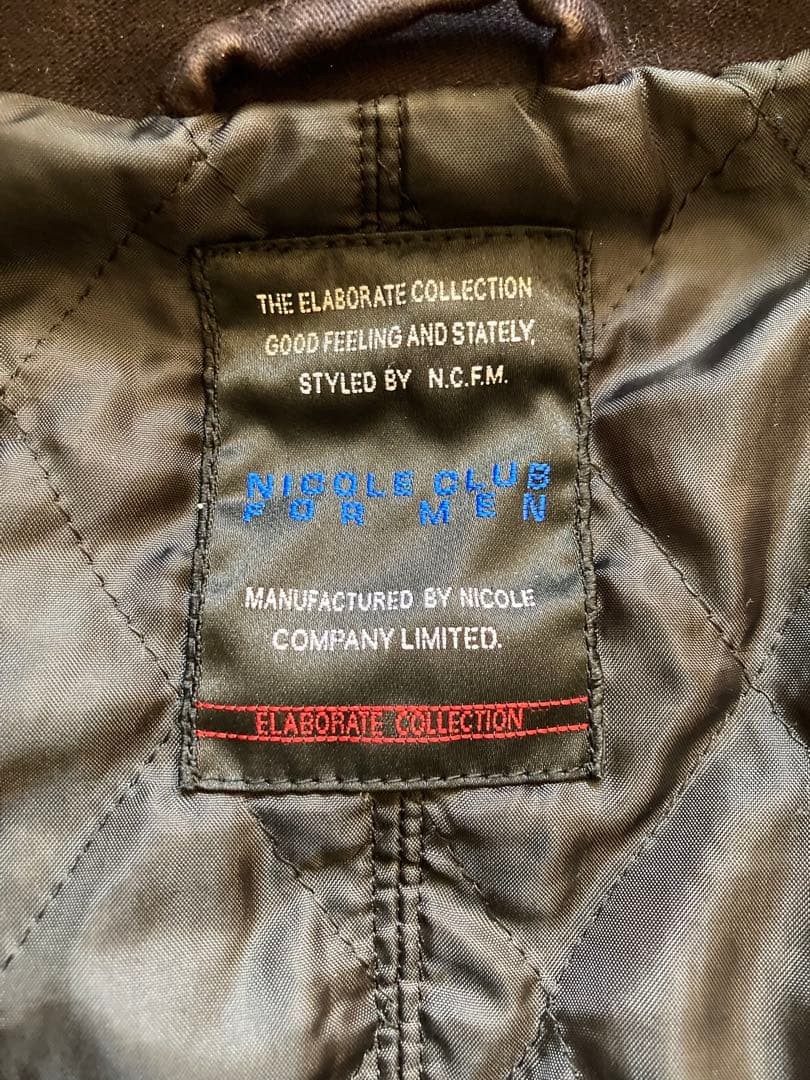 THE ELABORATE COLLECTION
GOOD FEELING AND STATELY,
STYLED BY N.C.F.M.
NICOLE CLUB
FOR MEN
MANUFACTURED BY NICOLE
COMPANY LIMITED.
ELABORATE COLLECTION